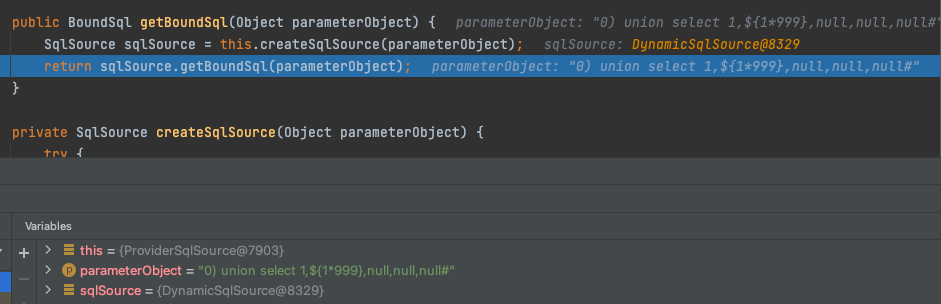 public BoundSql getBoundSql(Object parameterObject) {   parameterObject: "0) union select 1,${1*999},null,null,null#"
SqlSource sqlSource = this.createSqlSource(parameterObject);   sqlSource: DynamicSqlSource@8329
return sqlSource.getBoundSql(parameterObject);   parameterObject: "0) union select 1,${1*999},null,null,null#"
}
private SqlSource createSqlSource(Object parameterObject) {
try {
Variables
this = {ProviderSqlSource@7903}
parameterObject = "0) union select 1,${1*999},null,null,null#"
sqlSource = {DynamicSqlSource@8329}